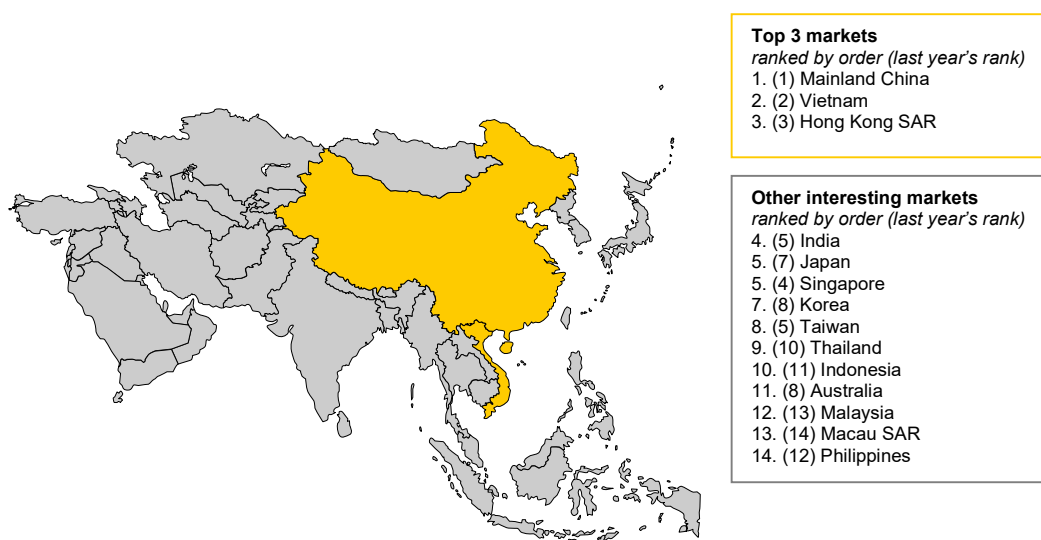 Top 3 markets
ranked by order (last year's rank)
1. (1) Mainland China
2. (2) Vietnam
3. (3) Hong Kong SAR
Other interesting markets
ranked by order (last year's rank)
4. (5) India
5. (7) Japan
5. (4) Singapore
7. (8) Korea
8. (5) Taiwan
9. (10) Thailand
10. (11) Indonesia
11. (8) Australia
12. (13) Malaysia
13. (14) Macau SAR
14. (12) Philippines